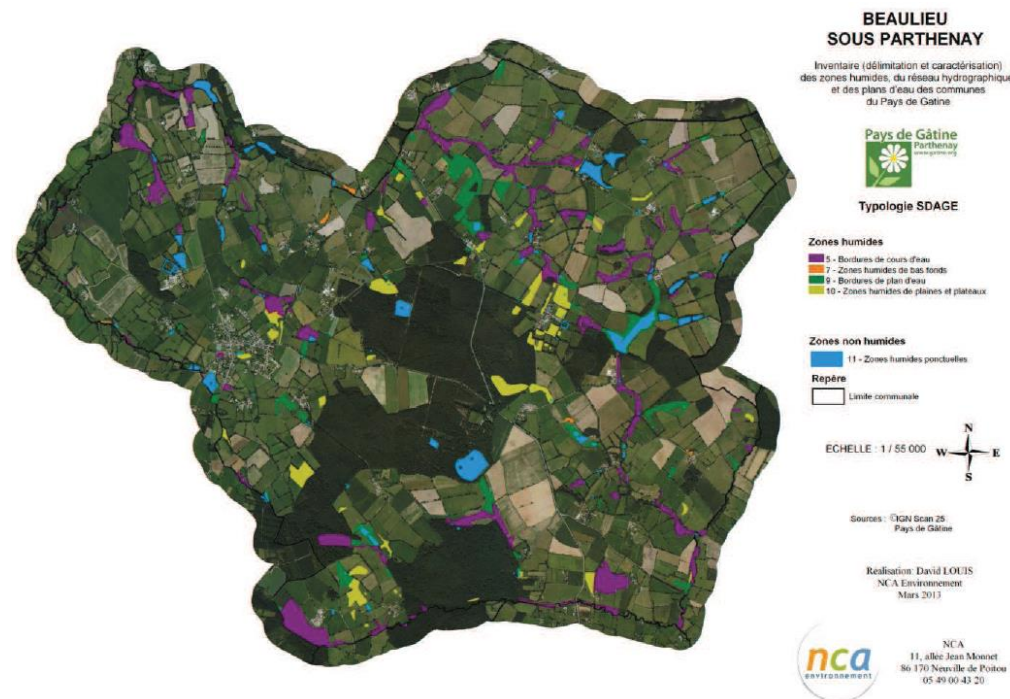 BEAULIEU
SOUS PARTHENAY
Inventaire (délimitation et caractérisation)
des zones humides, du réseau hydrographique
et des plans d'eau des communes
du Pays de Gatine
Pays de Gâtine
Parthenay
www.gatine.org
Typologie SDAGE
Zones humides
5 - Bordures de cours d'eau
7 - Zones humides de bas fonds
9 - Bordures de plan d'eau
10 - Zones humides de plaines et plateaux
Zones non humides
11 - Zones humides ponctuelles
Repère
Limite communale
ECHELLE : 1 / 55 000
N
W E
S
Sources : ©IGN Scan 25
Pays de Gâtine
Realisation: David LOUIS
NCA Environnement
Mars 2013
nca
environnement
NCA
11, allée Jean Monnet
86 170 Neuville de Poitou
05 49 00 43 20